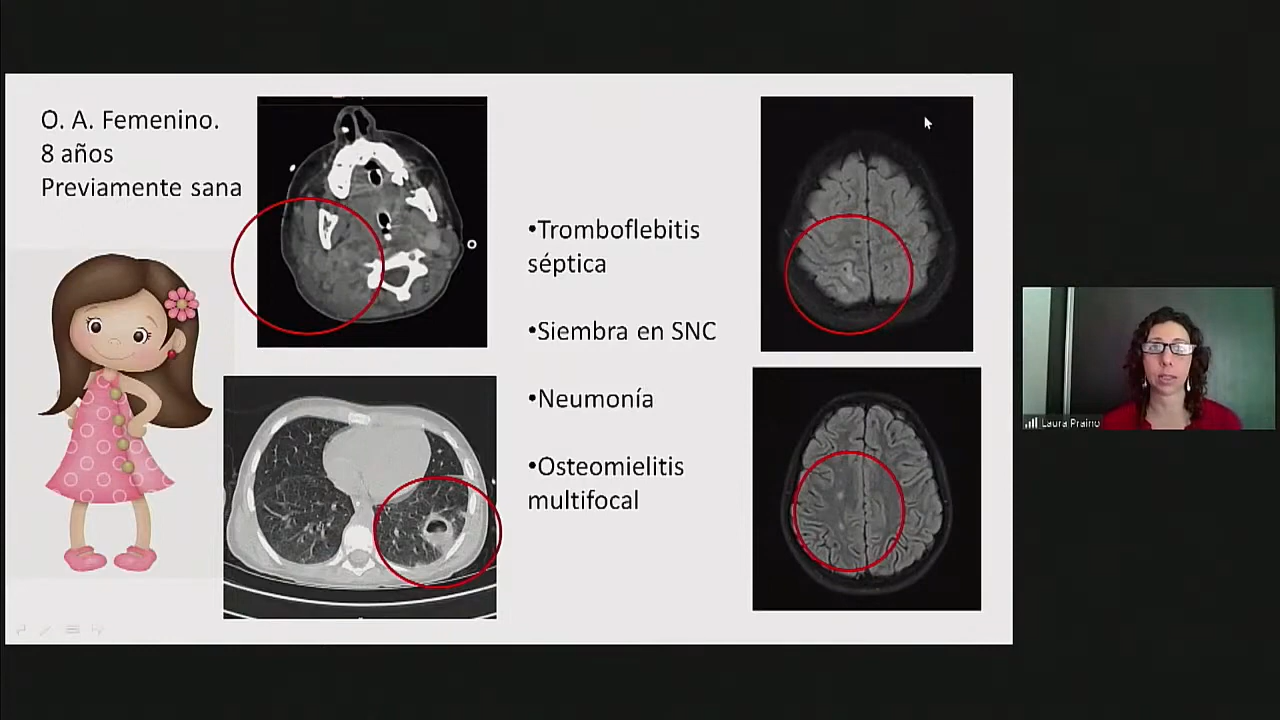 O. A. Femenino.
8 años
Previamente sana
•Tromboflebitis
séptica
•Siembra en SNC
•Neumonía
•Osteomielitis
multifocal
Laura Praino